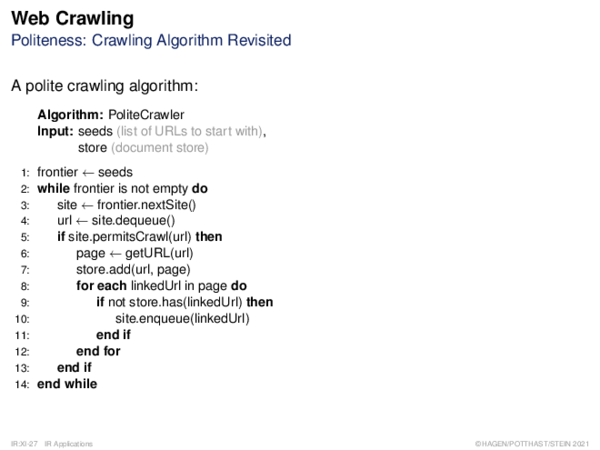 Web Crawling
Politeness: Crawling Algorithm Revisited
A polite crawling algorithm:
Algorithm: PoliteCrawler
Input: seeds (list of URLs to start with),
store (document store)
1: frontier ← seeds
2: while frontier is not empty do
3: site ← frontier.nextSite()
4: url ← site.dequeue()
5: if site.permitsCrawl(url) then
6: page ← getURL(url)
7: store.add(url, page)
8: for each linkedUrl in page do
9: if not store.has(linkedUrl) then
10: site.enqueue(linkedUrl)
11: end if
12: end for
13: end if
14: end while
IR:XI-27 IR Applications
©HAGEN/POTTHAST/STEIN 2021